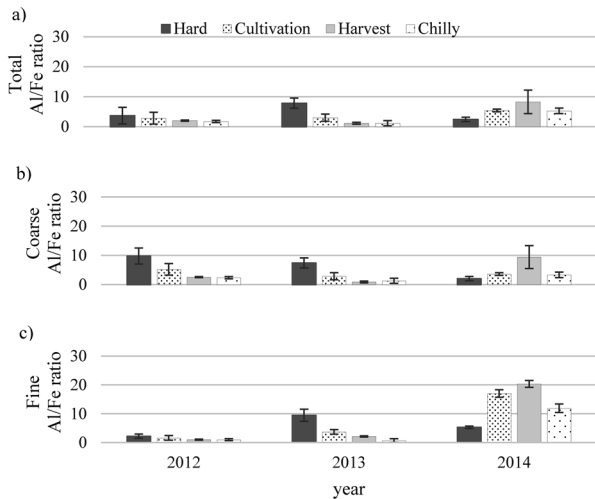 a)
Hard Cultivation Harvest Chilly
Total
Al/Fe ratio
30
20
10
0
b)
Coarse
Al/Fe ratio
30
20
10
0
c)
Fine
Al/Fe ratio
30
20
10
0
2012 2013 2014
year